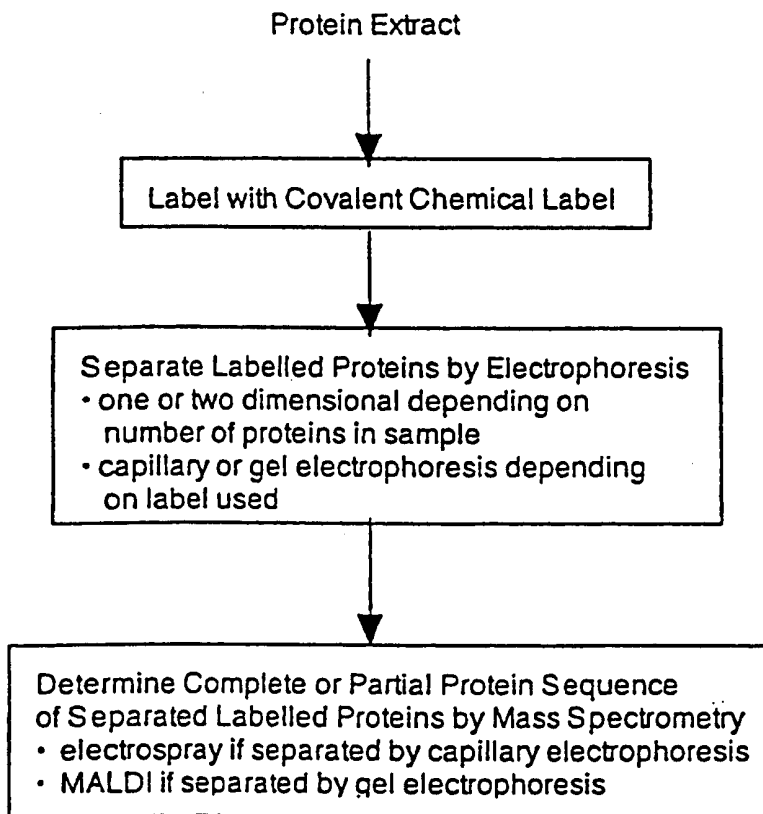 Protein Extract
Label with Covalent Chemical Label
Separate Labelled Proteins by Electrophoresis
• one or two dimensional depending on
number of proteins in sample
• capillary or gel electrophoresis depending
on label used
Determine Complete or Partial Protein Sequence
of Separated Labelled Proteins by Mass Spectrometry
• electrospray if separated by capillary electrophoresis
• MALDI if separated by gel electrophoresis